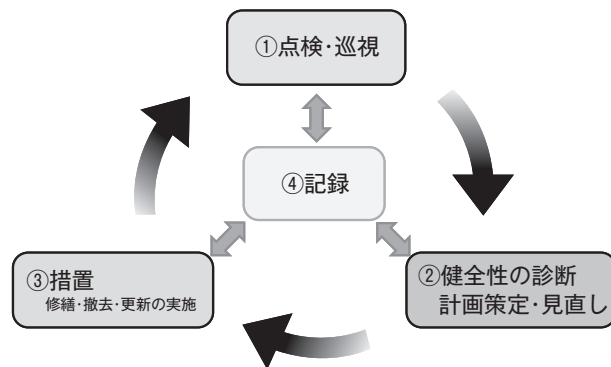 ①点検・巡視
④記録
②健全性の診断
計画策定・見直し
③措置
修繕・撤去・更新の実施